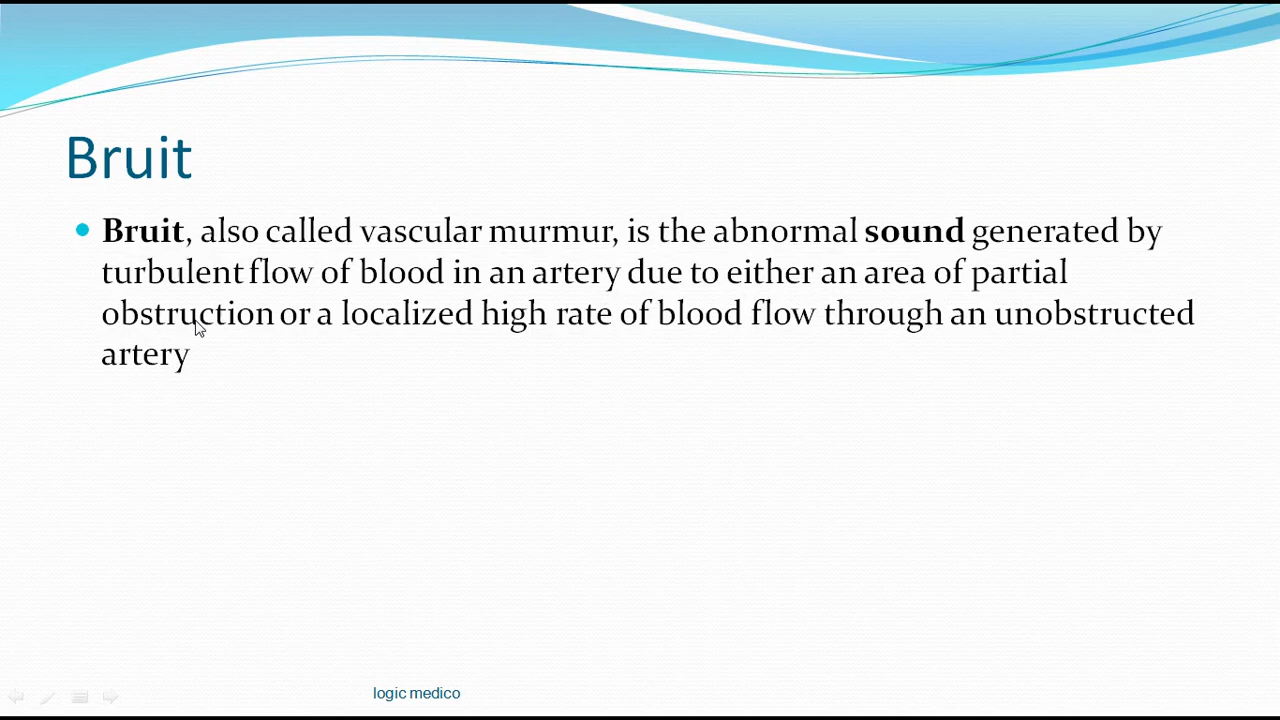 Bruit
Bruit, also called vascular murmur, is the abnormal sound generated by
turbulent flow of blood in an artery due to either an area of partial
obstruction or a localized high rate of blood flow through an unobstructed
artery
logic medico